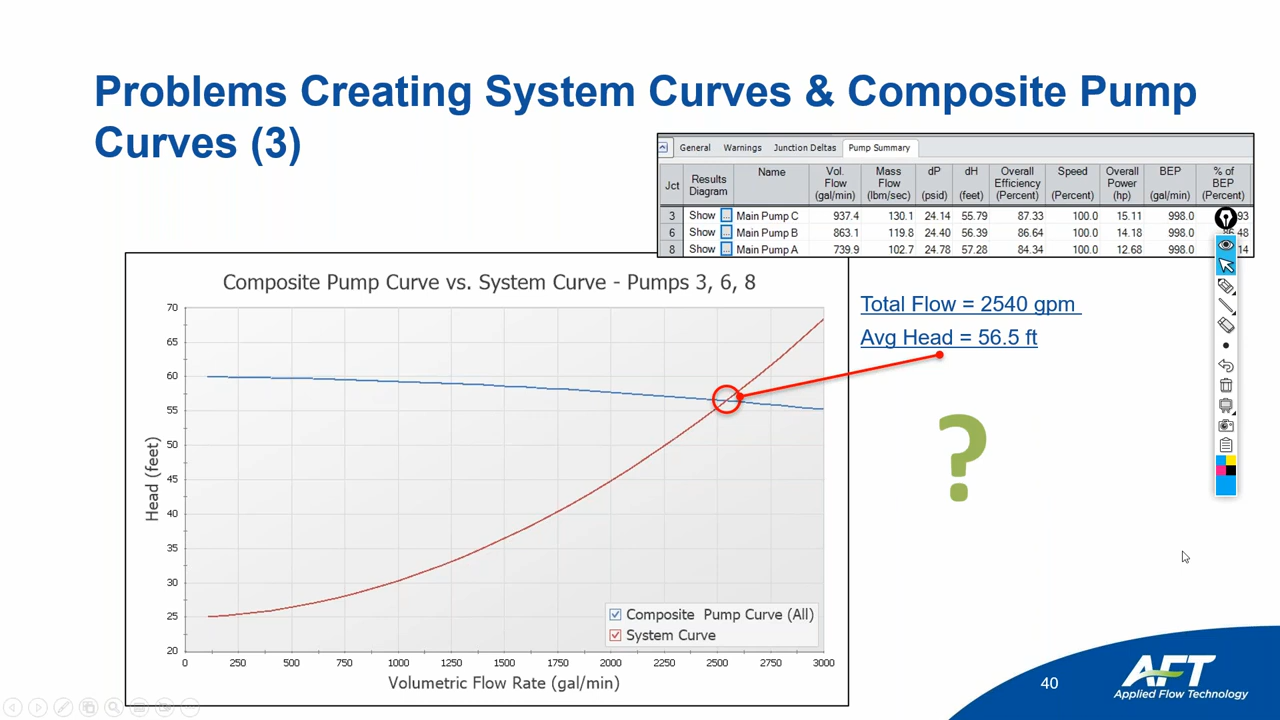 Problems Creating System Curves & Composite Pump
Curves (3)
General Warnings Junction Deltas Pump Summary
Jct Results Diagram Name Vol. Flow (gal/min) Mass Flow (lbm/sec) dP (psid) dH (feet) Overall Efficiency (Percent) Speed (Percent) Overall Power (hp) BEP (gal/min) % of BEP (Percent)
3 Show ... Main Pump C 937.4 130.1 24.14 55.79 87.33 100.0 15.11 998.0 93
6 Show ... Main Pump B 863.1 119.8 24.40 56.39 86.64 100.0 14.18 998.0 48
8 Show ... Main Pump A 739.9 102.7 24.78 57.28 84.34 100.0 12.68 998.0 14
Composite Pump Curve vs. System Curve - Pumps 3, 6, 8
Total Flow = 2540 gpm
Avg Head = 56.5 ft
?
Head (feet)
70
65
60
55
50
45
40
35
30
25
20
Composite Pump Curve (All)
System Curve
0 250 500 750 1000 1250 1500 1750 2000 2250 2500 2750 3000
Volumetric Flow Rate (gal/min)
40
AFT
Applied Flow Technology